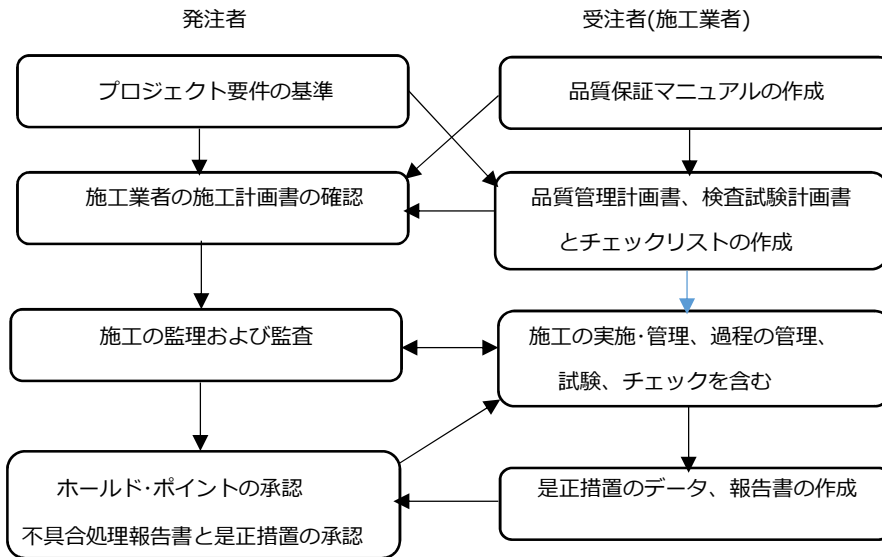 発注者
受注者(施工業者)
プロジェクト要件の基準
品質保証マニュアルの作成
施工業者の施工計画書の確認
品質管理計画書、検査試験計画書
とチェックリストの作成
施工の監理および監査
施工の実施･管理、過程の管理、
試験、チェックを含む
ホールド･ポイントの承認
不具合処理報告書と是正措置の承認
是正措置のデータ、報告書の作成